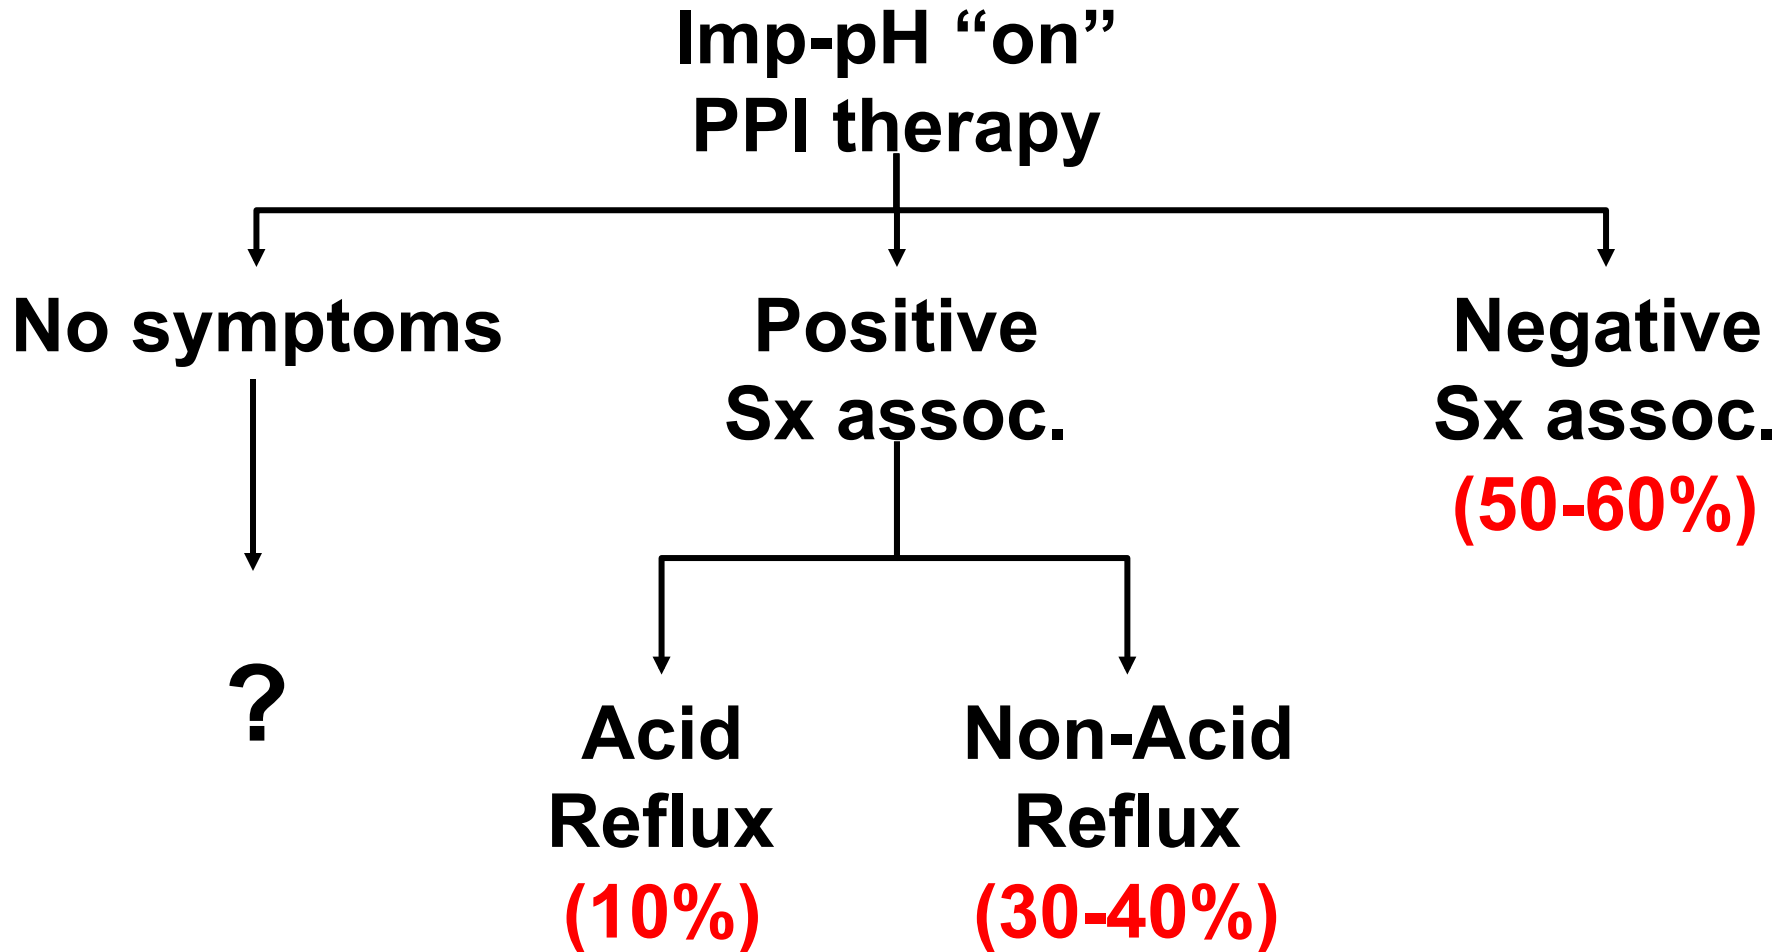 Imp-pH “on”
PPI therapy
No symptoms
Positive
Sx assoc.
Negative
Sx assoc.
(50-60%)
?
Acid
Reflux
(10%)
Non-Acid
Reflux
(30-40%)